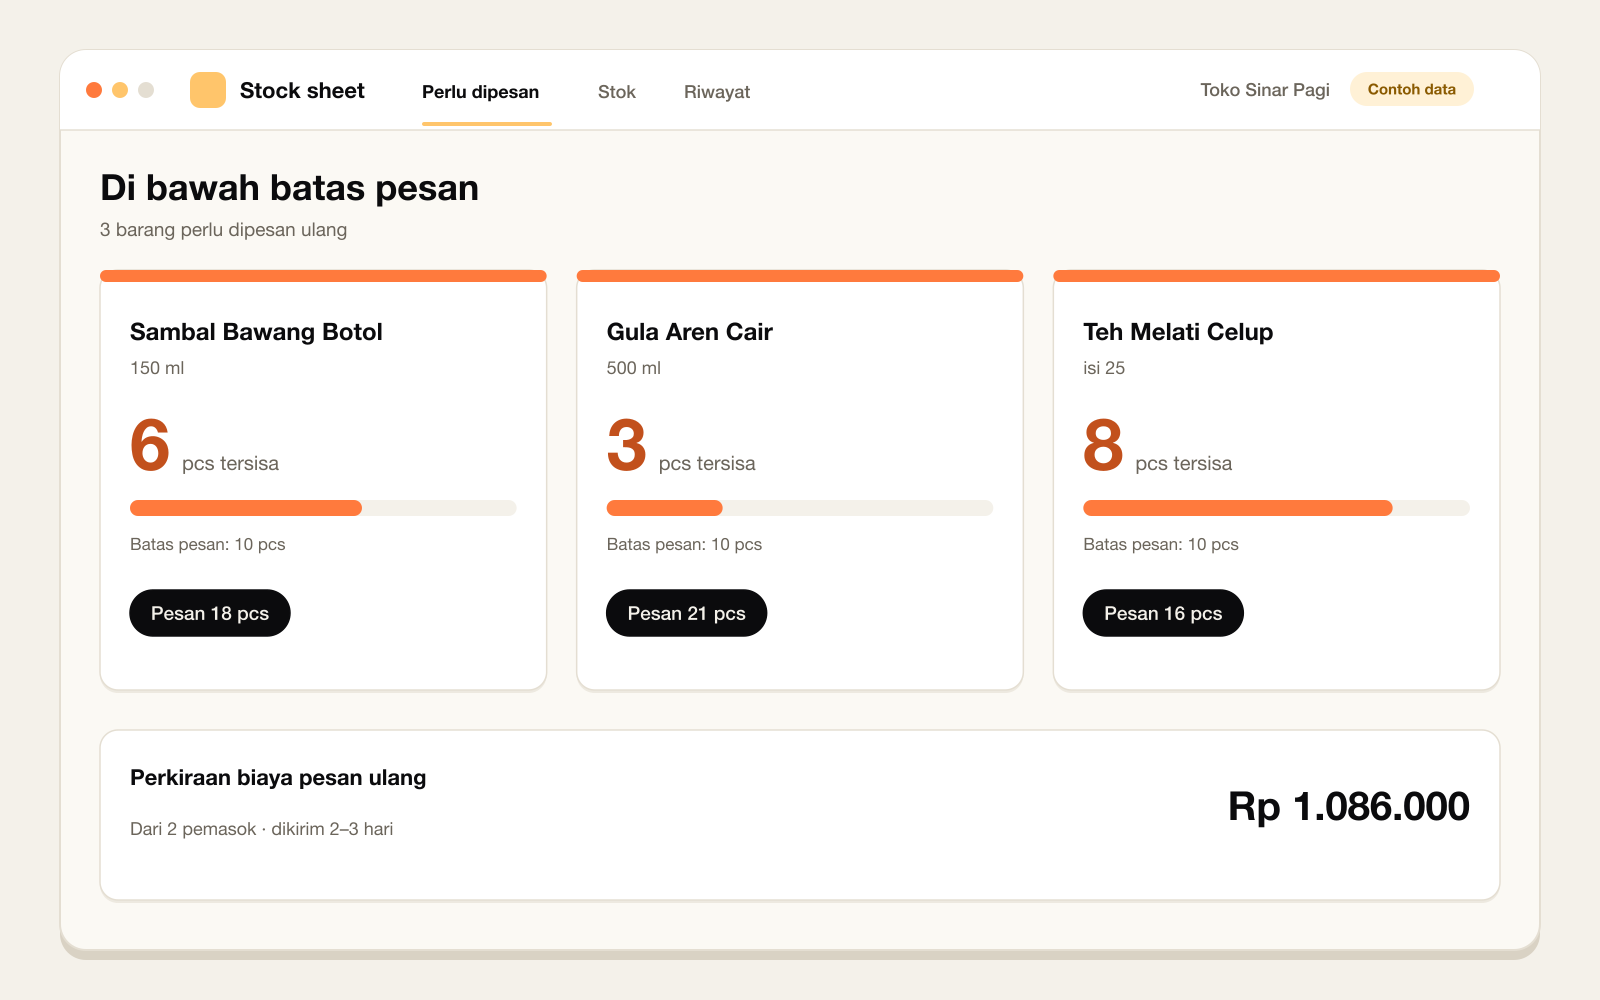 Stock sheet
Perlu dipesan
Stok
Riwayat
Toko Sinar Pagi
Contoh data
Di bawah batas pesan
3 barang perlu dipesan ulang
Sambal Bawang Botol
150 ml
6 pcs tersisa
Batas pesan: 10 pcs
Pesan 18 pcs
Gula Aren Cair
500 ml
3 pcs tersisa
Batas pesan: 10 pcs
Pesan 21 pcs
Teh Melati Celup
isi 25
8 pcs tersisa
Batas pesan: 10 pcs
Pesan 16 pcs
Perkiraan biaya pesan ulang
Dari 2 pemasok · dikirim 2–3 hari
Rp 1.086.000